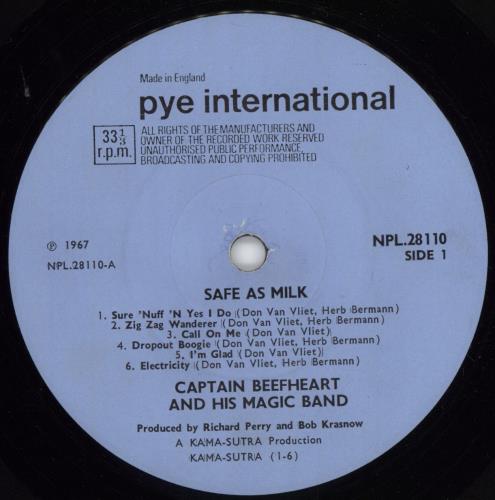 Made in England
pye international
33 1/3 r.p.m.
ALL RIGHTS OF THE MANUFACTURERS AND
OWNER OF THE RECORDED WORK RESERVED
UNAUTHORISED PUBLIC PERFORMANCE,
BROADCASTING AND COPYING PROHIBITED
℗ 1967
NPL.28110-A
NPL.28110
SIDE 1
SAFE AS MILK
1. Sure 'Nuff 'N Yes I Do (Don Van Vliet, Herb Bermann)
2. Zig Zag Wanderer (Don Van Vliet, Herb Bermann)
3. Call On Me (Don Van Vliet)
4. Dropout Boogie (Don Van Vliet, Herb Bermann)
5. I'm Glad (Don Van Vliet)
6. Electricity (Don Van Vliet, Herb Bermann)
CAPTAIN BEEFHEART
AND HIS MAGIC BAND
Produced by Richard Perry and Bob Krasnow
A KAMA-SUTRA Production
KAMA-SUTRA (1-6)